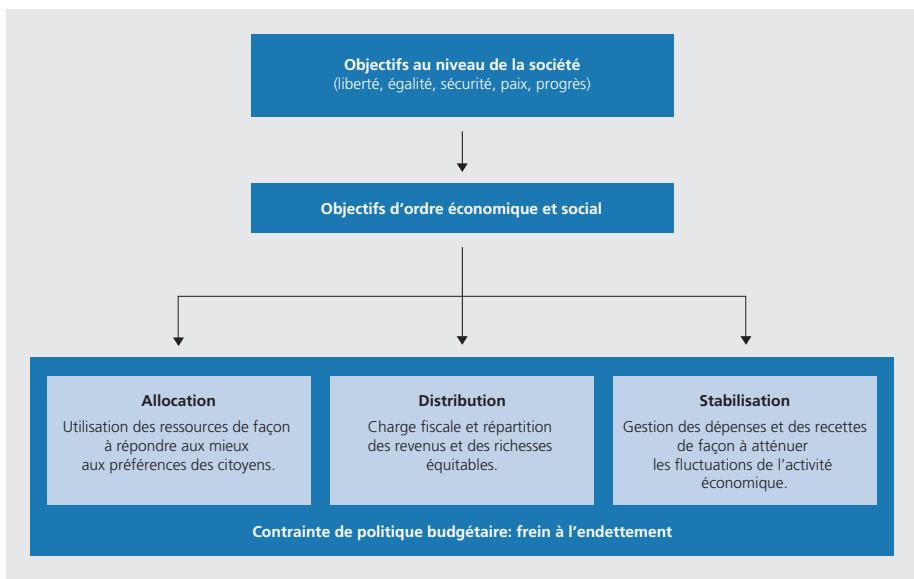 Objectifs au niveau de la société
(liberté, égalité, sécurité, paix, progrès)
Objectifs d’ordre économique et social
Allocation
Utilisation des ressources de façon
à répondre aux mieux
aux préférences des citoyens.
Distribution
Charge fiscale et répartition
des revenus et des richesses
équitables.
Stabilisation
Gestion des dépenses et des recettes
de façon à atténuer
les fluctuations de l’activité
économique.
Contrainte de politique budgétaire: frein à l’endettement